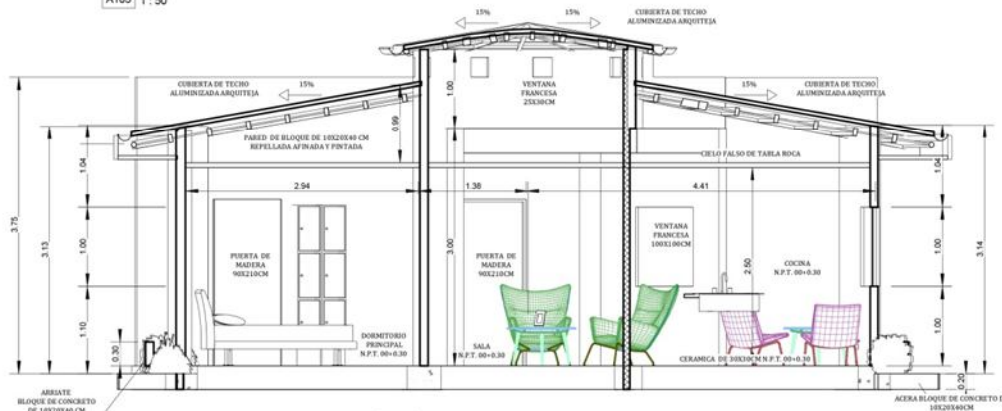 A105 1 : 50
15%
15%
CUBIERTA DE TECHO
ALUMINIZADA ARQUITEJA
CUBIERTA DE TECHO
ALUMINIZADA ARQUITEJA
15%
VENTANA
FRANCESA
25X30CM
15%
CUBIERTA DE TECHO
ALUMINIZADA ARQUITEJA
1.00
0.99
PARED DE BLOQUE DE 10X20X40 CM
REPELLADA AFINADA Y PINTADA
CIELO FALSO DE TABLA ROCA
1.04
1.04
2.94
1.38
4.41
3.75
3.13
1.00
PUERTA DE
MADERA
90X210CM
3.00
PUERTA DE
MADERA
90X210CM
VENTANA
FRANCESA
100X100CM
2.50
COCINA
N.P.T. 00+0.30
1.00
3.14
1.10
0.30
DORMITORIO
PRINCIPAL
N.P.T. 00+0.30
SALA
N.P.T. 00+0.30
CERAMICA DE 30X30CM N.P.T. 00+0.30
1.00
0.20
ARRIATE
BLOQUE DE CONCRETO
DE 10X20X40 CM
ACERA BLOQUE DE CONCRETO D
10X20X40CM